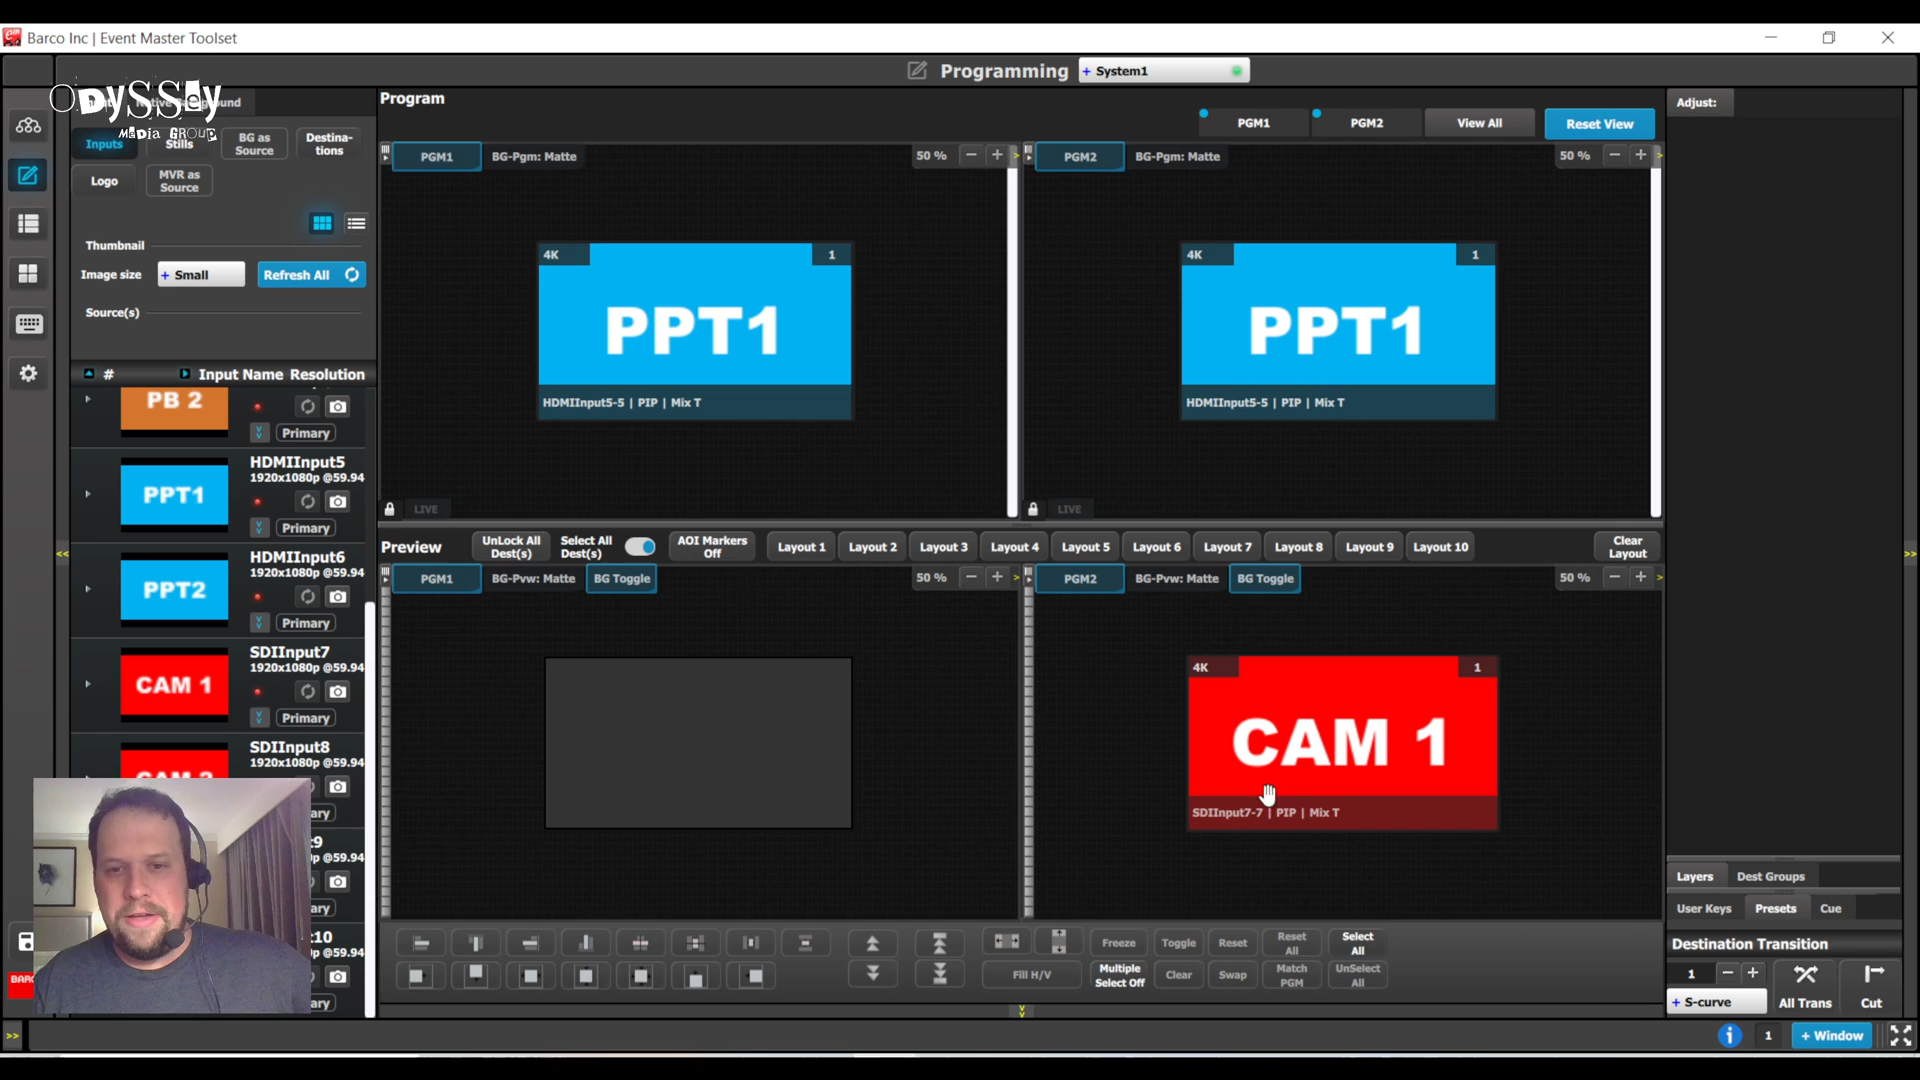 Barco Inc | Event Master Toolset
Programming
+ System1
ODySSey
MeDia GROuP
Inputs
Stills
BG as
Source
Destina-
tions
Logo
MVR as
Source
Thumbnail
Image size
+ Small
Refresh All
Source(s)
#
Input Name
Resolution
PB 2
Primary
PPT1
HDMIInput5
1920x1080p @59.94
Primary
PPT2
HDMIInput6
1920x1080p @59.94
Primary
CAM 1
SDIInput7
1920x1080p @59.94
Primary
SDIInput8
1920x1080p @59.94
Program
PGM1
PGM2
View All
Reset View
PGM1
BG-Pgm: Matte
50 %
PGM2
BG-Pgm: Matte
50 %
4K
1
PPT1
HDMIInput5-5 | PIP | Mix T
4K
1
PPT1
HDMIInput5-5 | PIP | Mix T
LIVE
LIVE
Preview
UnLock All
Dest(s)
Select All
Dest(s)
AOI Markers
Off
Layout 1
Layout 2
Layout 3
Layout 4
Layout 5
Layout 6
Layout 7
Layout 8
Layout 9
Layout 10
Clear
Layout
PGM1
BG-Pvw: Matte
BG Toggle
50 %
PGM2
BG-Pvw: Matte
BG Toggle
50 %
4K
1
CAM 1
SDIInput7-7 | PIP | Mix T
Fill H/V
Freeze
Toggle
Reset
Reset
All
Select
All
Multiple
Select Off
Clear
Swap
Match
PGM
UnSelect
All
Adjust:
Layers
Dest Groups
User Keys
Presets
Cue
Destination Transition
1
+ S-curve
All Trans
Cut
1
+ Window